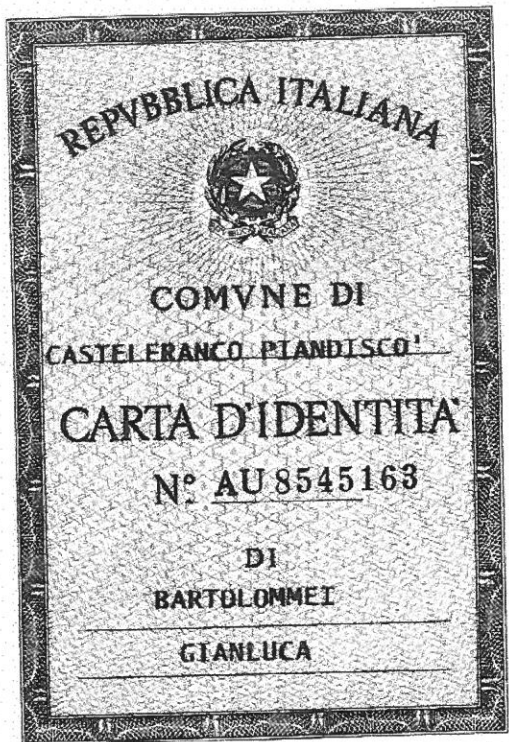 REPVBBLICA ITALIANA
COMVNE DI
CASTELFRANCO PIANDISCO'
CARTA D'IDENTITA'
N° AU 8545163
DI
BARTOLOMMEI
GIANLUCA